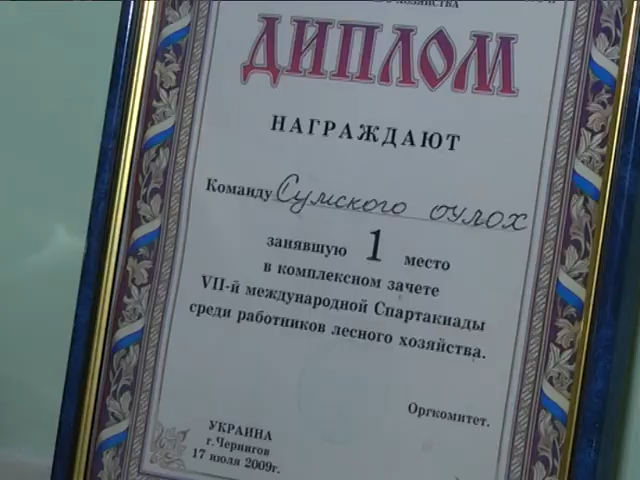 ХОЗЯЙСТВА
ДИПЛОМ
НАГРАЖДАЮТ
Команду Сумского оулох
занявшую 1 место
в комплексном зачете
VII-й международной Спартакиады
среди работников лесного хозяйства.
Оргкомитет.
УКРАИНА
г.Чернигов
17 июля 2009г.